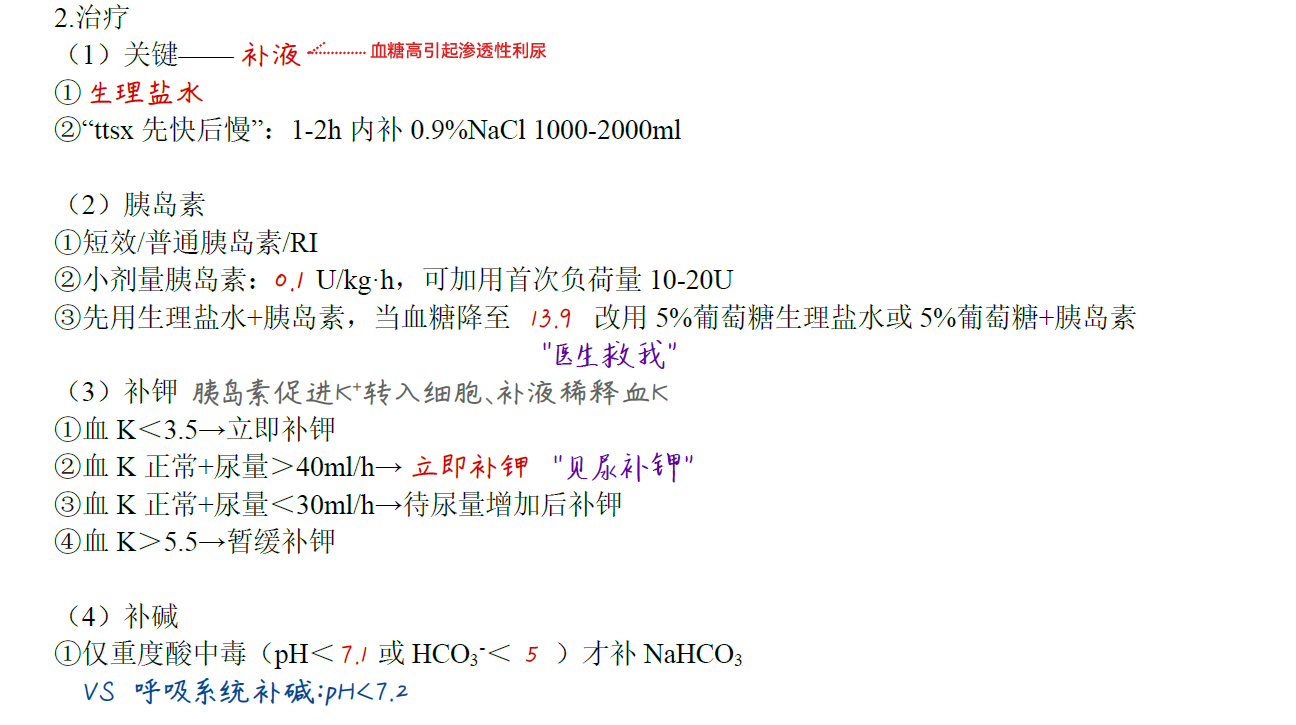 2.治疗
（1）关键—— 补液 血糖高引起渗透性利尿
①生理盐水
②“ttsx 先快后慢”：1-2h 内补 0.9%NaCl 1000-2000ml
（2）胰岛素
①短效/普通胰岛素/RI
②小剂量胰岛素：0.1 U/kg·h，可加用首次负荷量 10-20U
③先用生理盐水+胰岛素，当血糖降至 13.9 改用 5%葡萄糖生理盐水或 5%葡萄糖+胰岛素
"医生救我"
（3）补钾 胰岛素促进K⁺转入细胞、补液稀释血K
①血 K＜3.5→立即补钾
②血 K 正常+尿量＞40ml/h→ 立即补钾 "见尿补钾"
③血 K 正常+尿量＜30ml/h→待尿量增加后补钾
④血 K＞5.5→暂缓补钾
（4）补碱
①仅重度酸中毒（pH＜7.1 或 HCO₃⁻＜ 5 ）才补 NaHCO₃
VS 呼吸系统补碱:pH<7.2